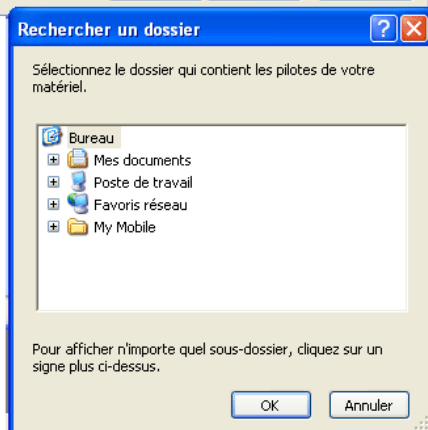 Rechercher un dossier
Sélectionnez le dossier qui contient les pilotes de votre
matériel.
Bureau
Mes documents
Poste de travail
Favoris réseau
My Mobile
Pour afficher n'importe quel sous-dossier, cliquez sur un
signe plus ci-dessus.
OK Annuler